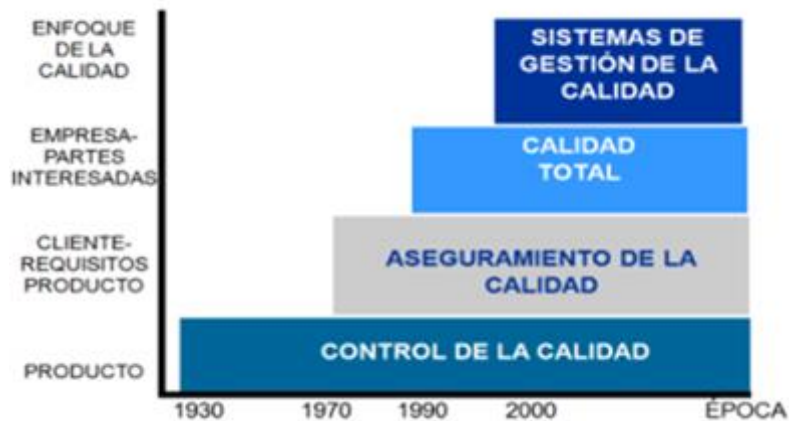 ENFOQUE
DE LA
CALIDAD
SISTEMAS DE
GESTIÓN DE LA
CALIDAD
EMPRESA-
PARTES
INTERESADAS
CALIDAD
TOTAL
CLIENTE-
REQUISITOS
PRODUCTO
ASEGURAMIENTO DE LA
CALIDAD
PRODUCTO
CONTROL DE LA CALIDAD
1930 1970 1990 2000 ÉPOCA